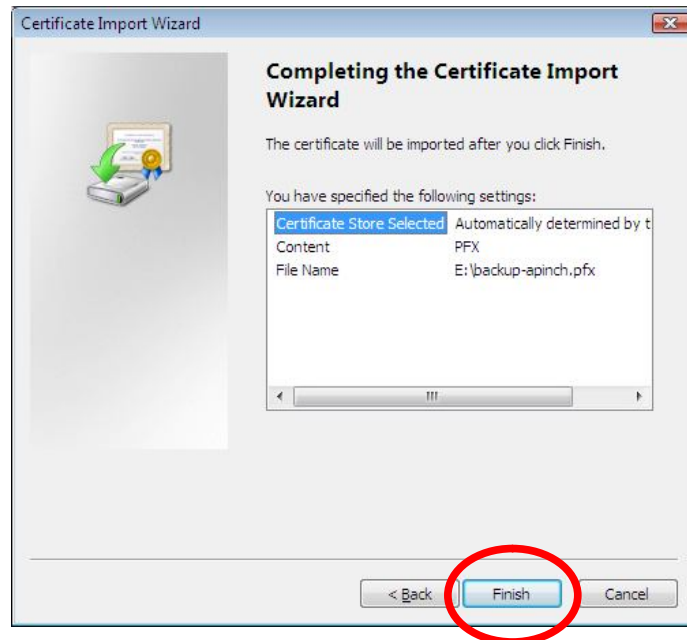 Certificate Import Wizard
Completing the Certificate Import
Wizard
The certificate will be imported after you click Finish.
You have specified the following settings:
Certificate Store Selected Automatically determined by t
Content PFX
File Name E:\backup-apinch.pfx
< Back Finish Cancel